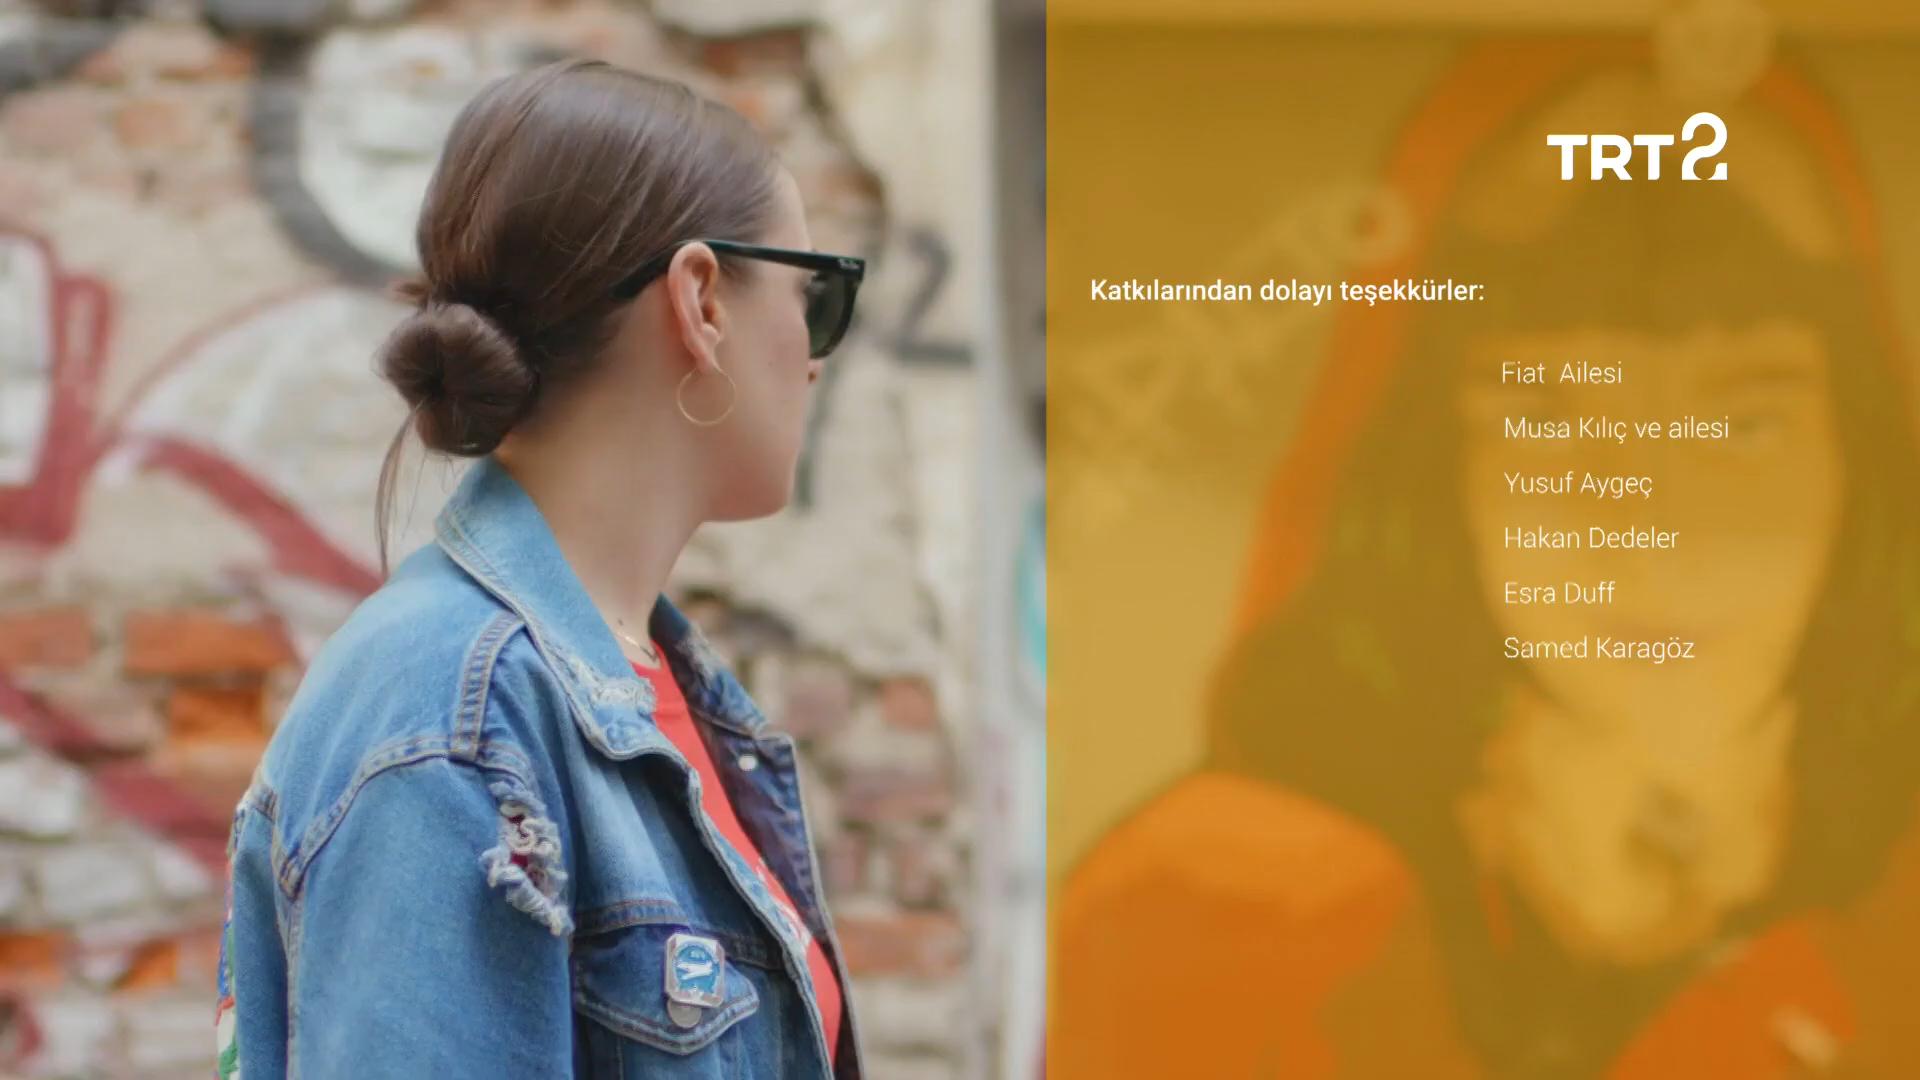 TRT2
Katkılarından dolayı teşekkürler:
Fiat Ailesi
Musa Kılıç ve ailesi
Yusuf Aygeç
Hakan Dedeler
Esra Duff
Samed Karagöz